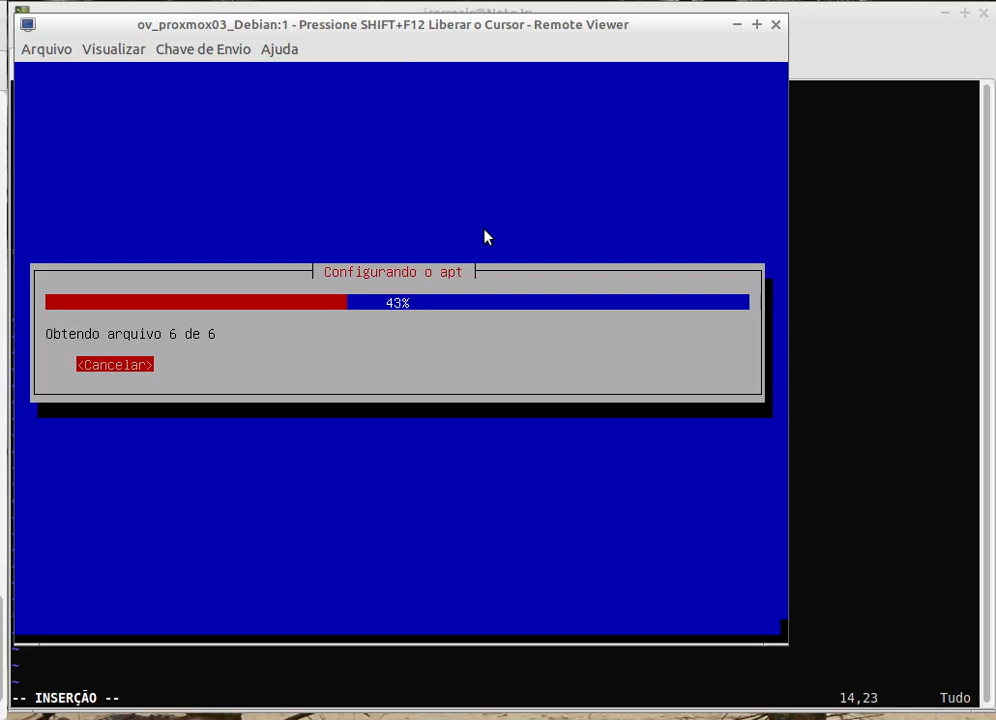 ov_proxmox03_Debian:1 - Pressione SHIFT+F12 Liberar o Cursor - Remote Viewer
Arquivo Visualizar Chave de Envio Ajuda
Configurando o apt
43%
Obtendo arquivo 6 de 6
<Cancelar>
~
~
~
-- INSERÇÃO -- 14,23 Tudo